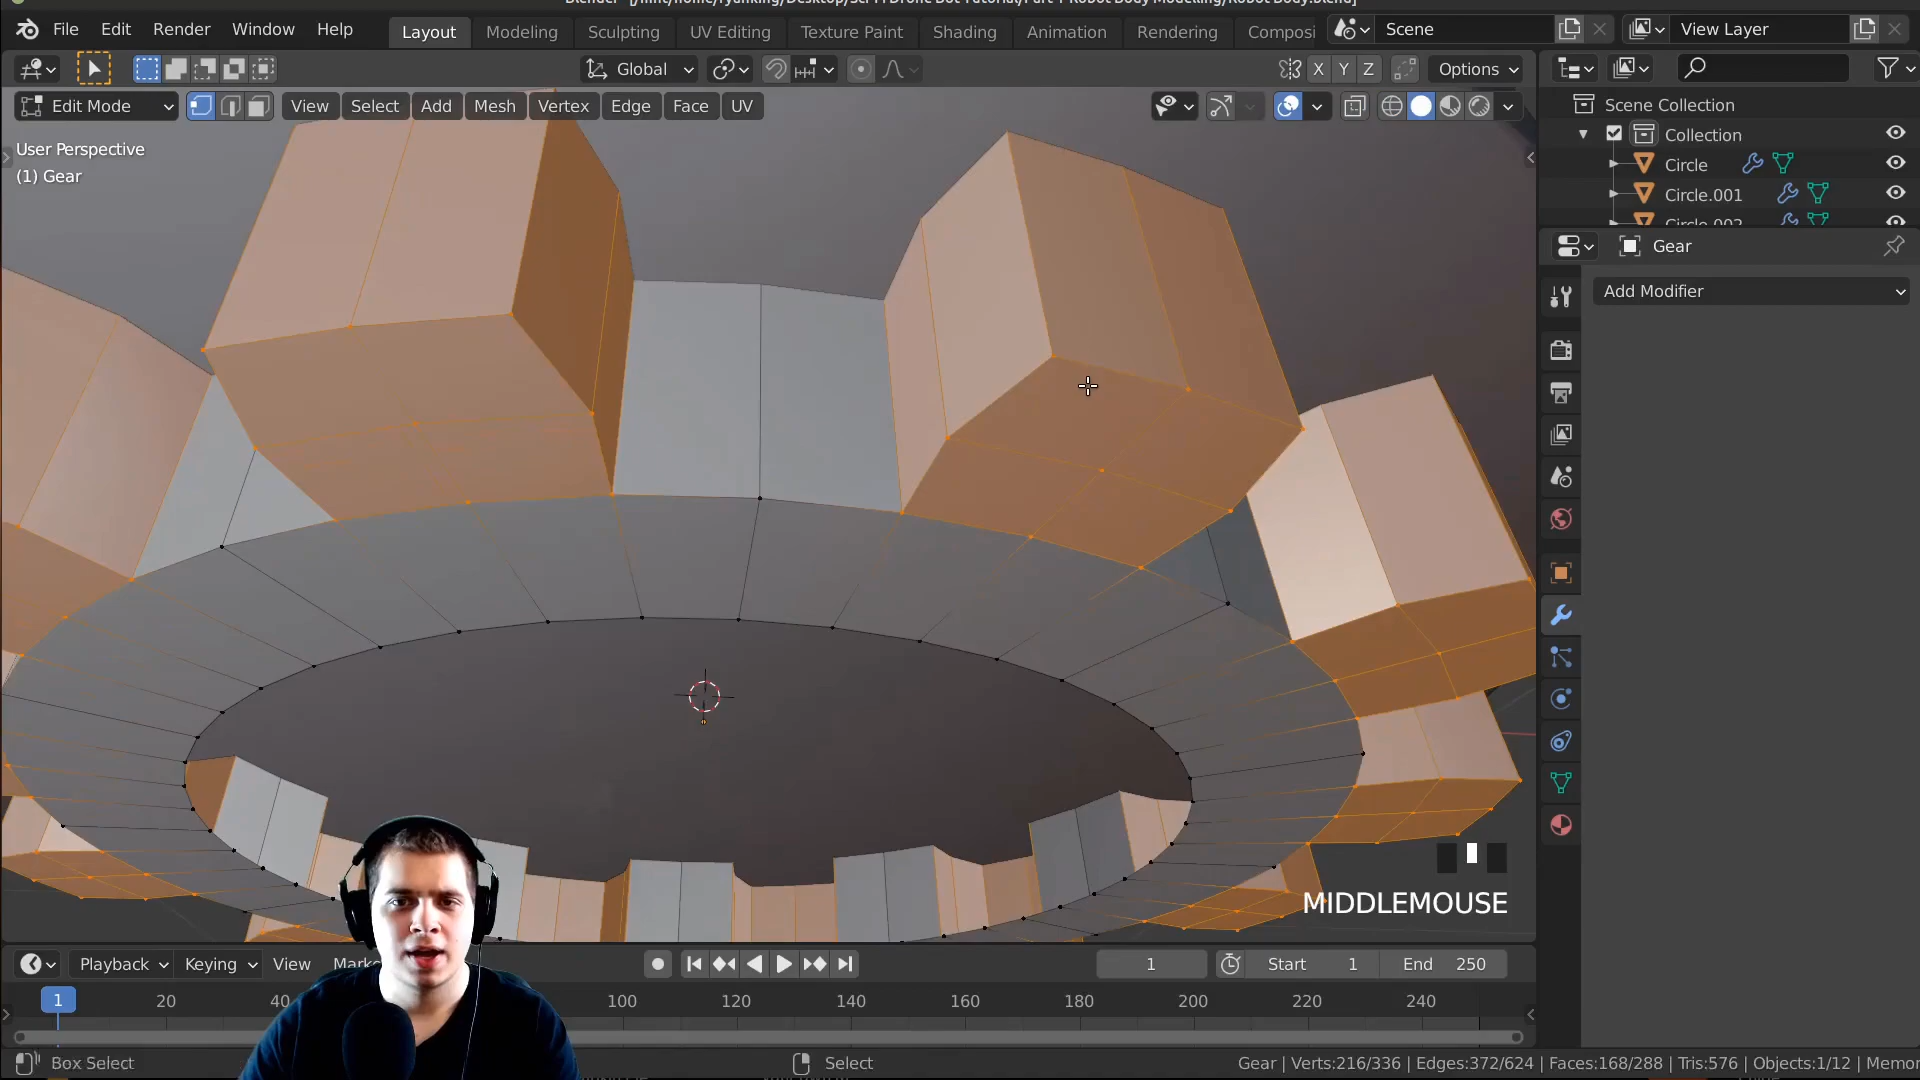 File Edit Render Window Help Layout Modeling Sculpting UV Editing Texture Paint Shading Animation Rendering Scene View Layer
Global X Y Z Options
Edit Mode View Select Add Mesh Vertex Edge Face UV
Scene Collection
Collection
Circle
Circle.001
User Perspective
(1) Gear
Gear
Add Modifier
MIDDLEMOUSE
Playback Keying View 1 Start 1 End 250
1 20 40 100 120 140 160 180 200 220 240
Box Select Select Gear | Verts:216/336 | Edges:372/624 | Faces:168/288 | Tris:576 | Objects:1/12 |